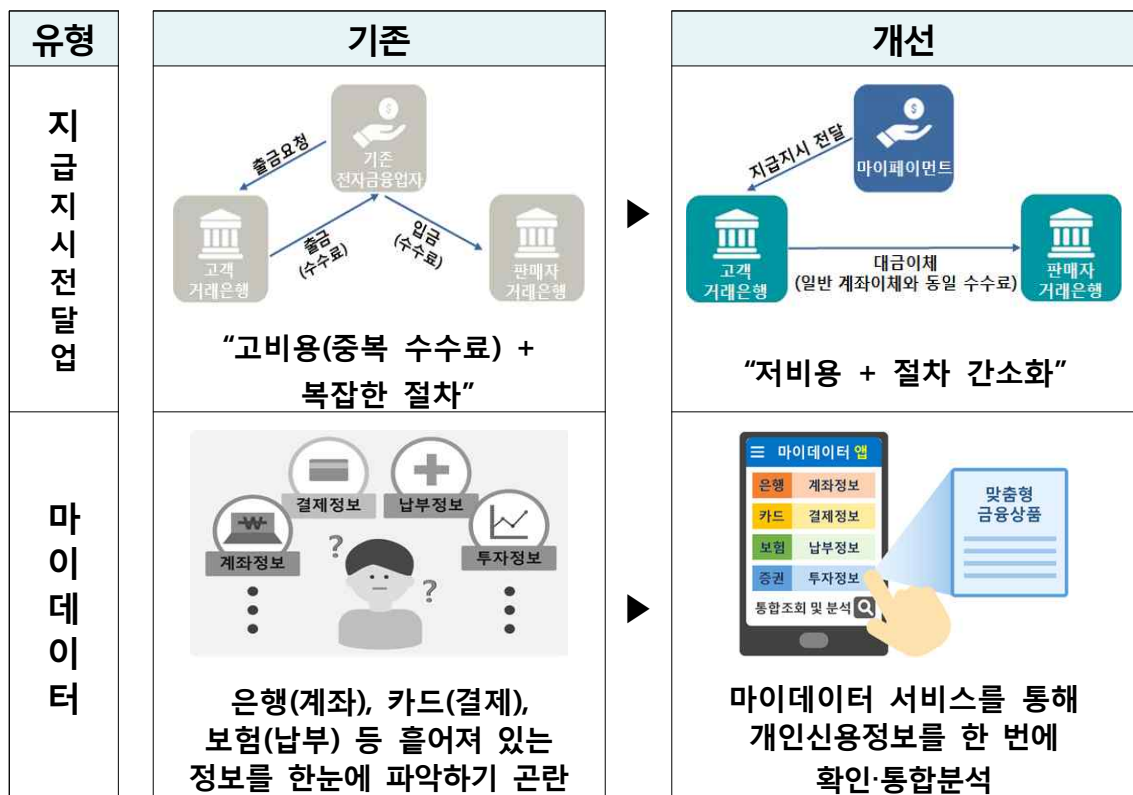 유형
기존
개선
지
급
지
시
전
달
업
출금요청
기존
전자금융업자
출금
(수수료)
입금
(수수료)
고객
거래은행
판매자
거래은행
“고비용(중복 수수료) +
복잡한 절차”
▶
지급지시 전달
마이페이먼트
고객
거래은행
대금이체
(일반 계좌이체와 동일 수수료)
판매자
거래은행
“저비용 + 절차 간소화”
마
이
데
이
터
결제정보
납부정보
계좌정보
투자정보
?
?
은행(계좌), 카드(결제),
보험(납부) 등 흩어져 있는
정보를 한눈에 파악하기 곤란
▶
마이데이터 앱
은행 계좌정보
카드 결제정보
보험 납부정보
증권 투자정보
통합조회 및 분석
맞춤형
금융상품
마이데이터 서비스를 통해
개인신용정보를 한 번에
확인·통합분석